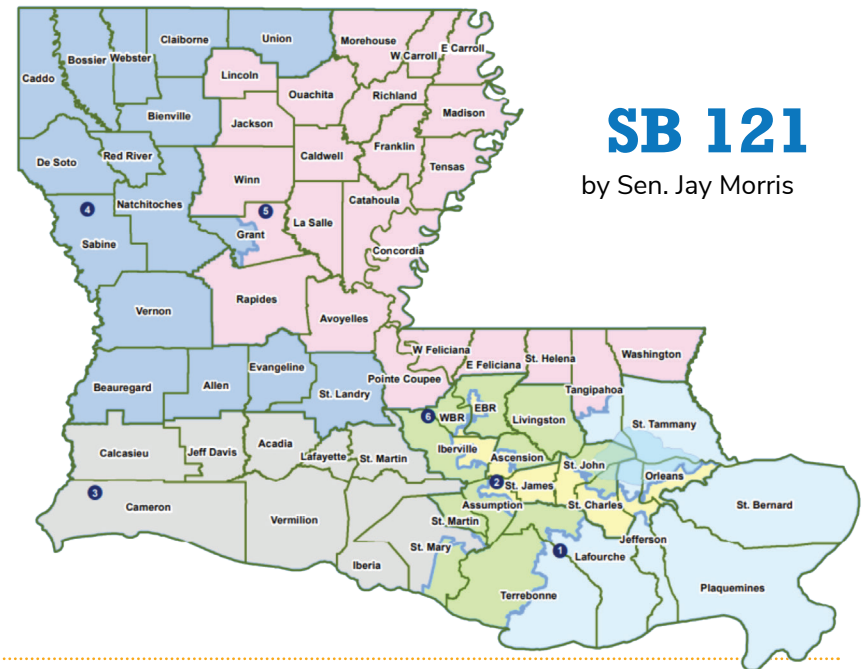 Claiborne
Union
Morehouse
W Carroll
E Carroll
Bossier
Webster
Caddo
Lincoln
Ouachita
Richland
Madison
Bienville
Jackson
SB 121
by Sen. Jay Morris
De Soto
Red River
Caldwell
Franklin
Tensas
Winn
Catahoula
4
Natchitoches
5
La Salle
Grant
Sabine
Concordia
Rapides
Vernon
Avoyelles
W Feliciana
E Feliciana
St. Helena
Washington
Evangeline
Pointe Coupee
Beauregard
Allen
St. Landry
Tangipahoa
6
WBR
EBR
Livingston
St. Tammany
Calcasieu
Jeff Davis
Acadia
Lafayette
St. Martin
Iberville
Ascension
St. John
Orleans
3
Cameron
2
St. James
Assumption
St. Charles
St. Bernard
Vermilion
St. Martin
Jefferson
St. Mary
1
Lafourche
Iberia
Terrebonne
Plaquemines